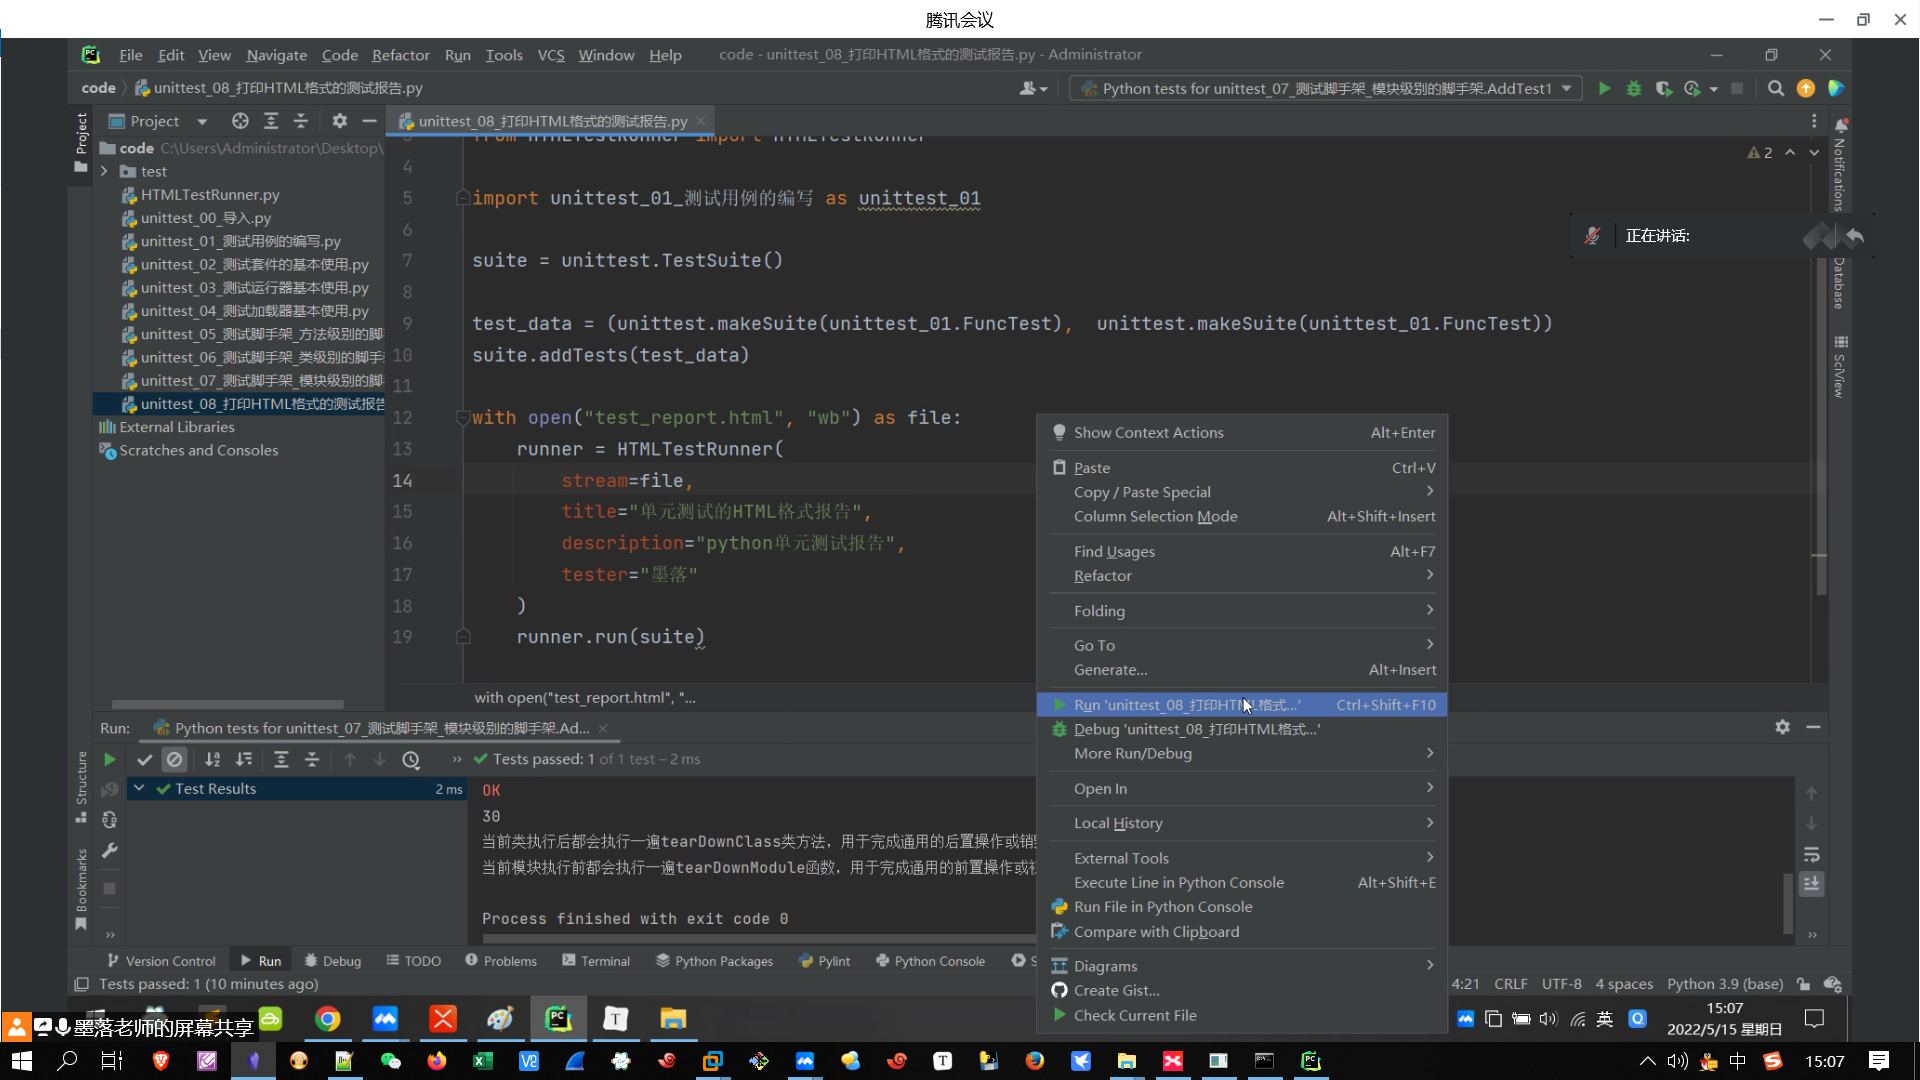 腾讯会议
File Edit View Navigate Code Refactor Run Tools VCS Window Help code - unittest_08_打印HTML格式的测试报告.py - Administrator
code unittest_08_打印HTML格式的测试报告.py
Python tests for unittest_07_测试脚手架_模块级别的脚手架.AddTest1
Project
Project
unittest_08_打印HTML格式的测试报告.py
code C:\Users\Administrator\Desktop\
test
HTMLTestRunner.py
unittest_00_导入.py
unittest_01_测试用例的编写.py
unittest_02_测试套件的基本使用.py
unittest_03_测试运行器基本使用.py
unittest_04_测试加载器基本使用.py
unittest_05_测试脚手架_方法级别的脚
unittest_06_测试脚手架_类级别的脚手
unittest_07_测试脚手架_模块级别的脚
unittest_08_打印HTML格式的测试报告
External Libraries
Scratches and Consoles
from HTMLTestRunner import HTMLTestRunner
4
5 import unittest_01_测试用例的编写 as unittest_01
6
7 suite = unittest.TestSuite()
8
9 test_data = (unittest.makeSuite(unittest_01.FuncTest), unittest.makeSuite(unittest_01.FuncTest))
10 suite.addTests(test_data)
11
12 with open("test_report.html", "wb") as file:
13 runner = HTMLTestRunner(
14 stream=file,
15 title="单元测试的HTML格式报告",
16 description="python单元测试报告",
17 tester="墨落"
18 )
19 runner.run(suite)
with open("test_report.html", "...
2
Notifications
正在讲话:
Database
SciView
Show Context Actions Alt+Enter
Paste Ctrl+V
Copy / Paste Special
Column Selection Mode Alt+Shift+Insert
Find Usages Alt+F7
Refactor
Folding
Go To
Generate... Alt+Insert
Run 'unittest_08_打印HTML格式...' Ctrl+Shift+F10
Debug 'unittest_08_打印HTML格式...'
More Run/Debug
Open In
Local History
External Tools
Execute Line in Python Console Alt+Shift+E
Run File in Python Console
Compare with Clipboard
Diagrams
Create Gist...
Check Current File
Run: Python tests for unittest_07_测试脚手架_模块级别的脚手架.Ad...
Tests passed: 1 of 1 test – 2 ms
Test Results 2 ms
OK
30
当前类执行后都会执行一遍tearDownClass类方法，用于完成通用的后置操作或销
当前模块执行前都会执行一遍tearDownModule函数，用于完成通用的前置操作或
Process finished with exit code 0
Structure
Bookmarks
Version Control Run Debug TODO Problems Terminal Python Packages Pylint Python Console S
Tests passed: 1 (10 minutes ago)
4:21 CRLF UTF-8 4 spaces Python 3.9 (base)
墨落老师的屏幕共享
英
15:07
2022/5/15 星期日
中
15:07